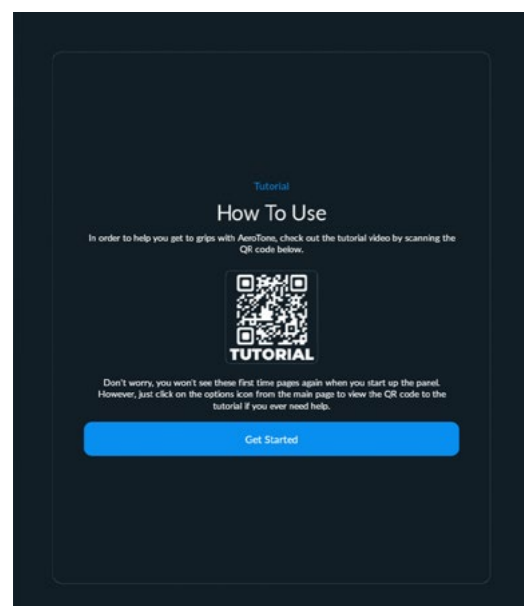 Tutorial
How To Use
In order to help you get to grips with AeroTone, check out the tutorial video by scanning the
QR code below.
TUTORIAL
Don't worry, you won't see these first time pages again when you start up the panel.
However, just click on the options icon from the main page to view the QR code to the
tutorial if you ever need help.
Get Started